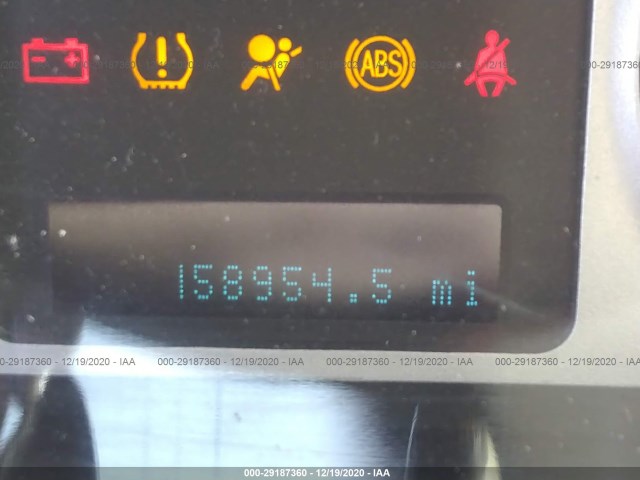 ABS
000-29187360 - 12/19/2020 - IAA
158954.5 mi
000-29187360 - 12/19/2020 - IAA 000-29187360 - 12/19/2020 - IAA 000-29187360 - 12/19/2020 - IAA
000-29187360 - 12/19/2020 - IAA